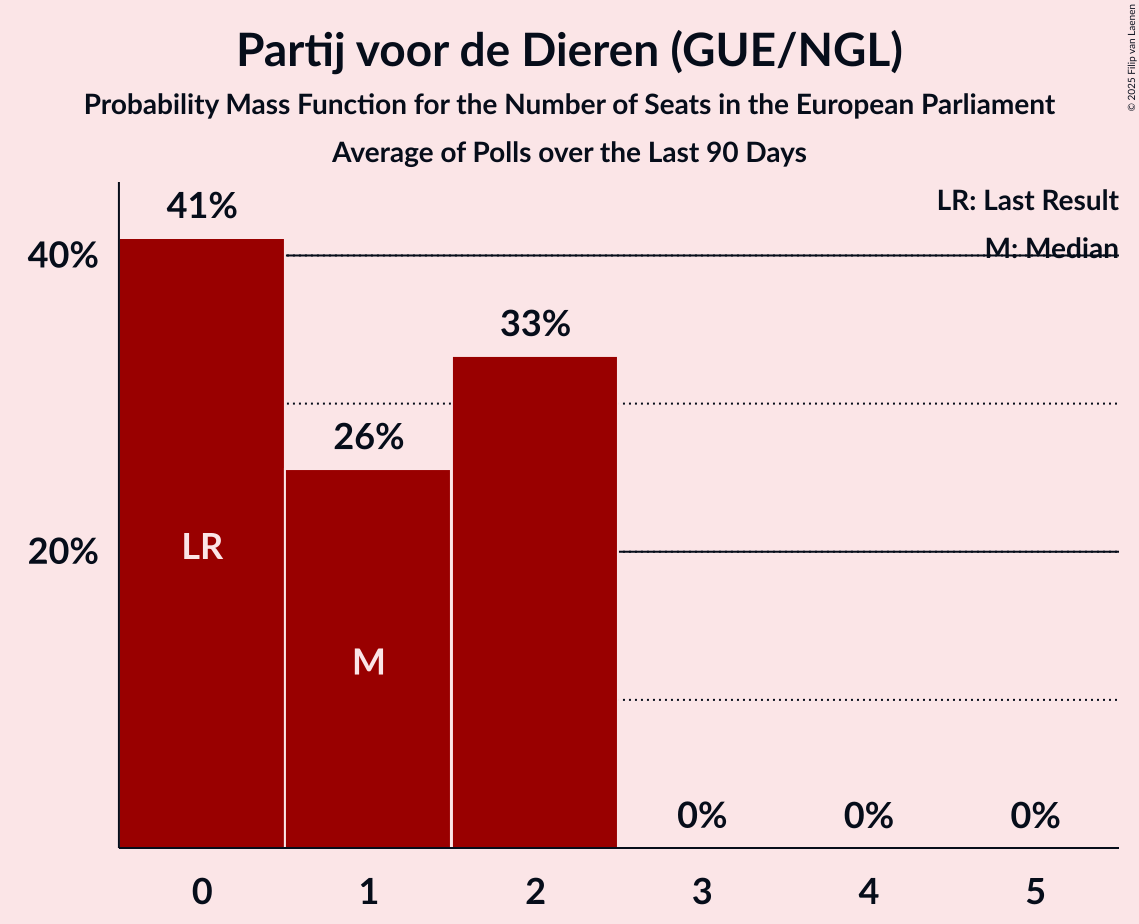 Partij voor de Dieren (GUE/NGL)
Probability Mass Function for the Number of Seats in the European Parliament
Average of Polls over the Last 90 Days
© 2025 Filip van Laenen
LR: Last Result
M: Median
41%
40%
33%
26%
LR
20%
M
0% 0% 0%
0 1 2 3 4 5